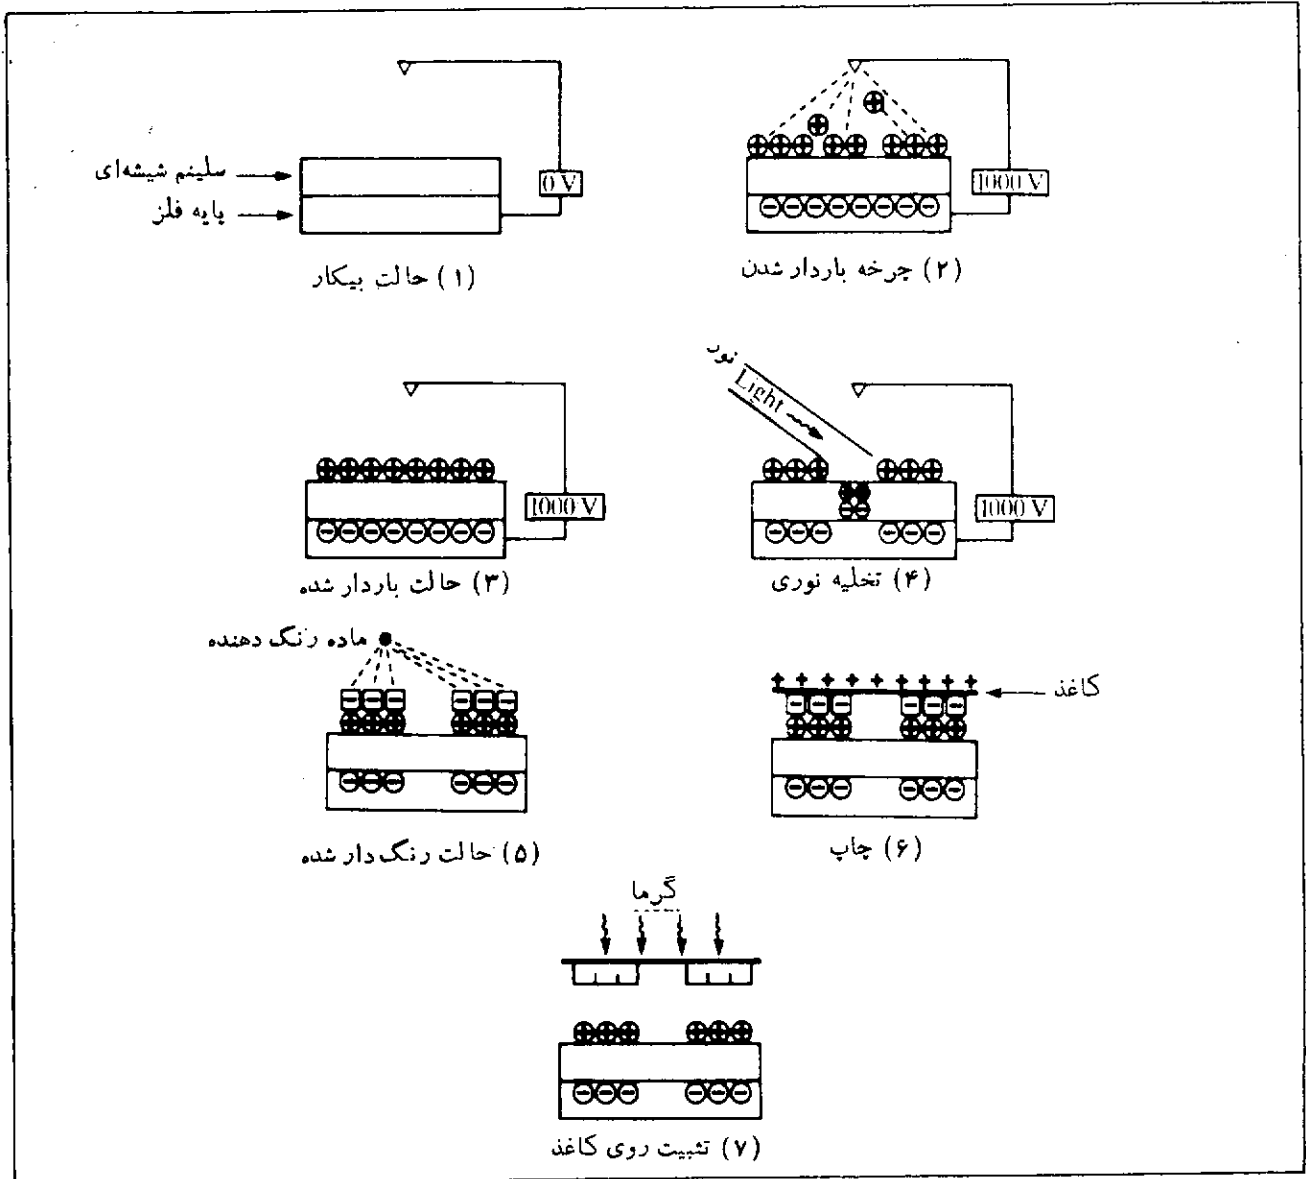 سلینم شیشه‌ای
پایه فلز
0 V
(۱) حالت بیکار
1000 V
(۲) چرخه باردار شدن
1000 V
(۳) حالت باردار شده
نور
Light
1000 V
(۴) تخلیه نوری
ماده رنگ دهنده
(۵) حالت رنگ دار شده
کاغذ
(۶) چاپ
گرما
(۷) تثبیت روی کاغذ